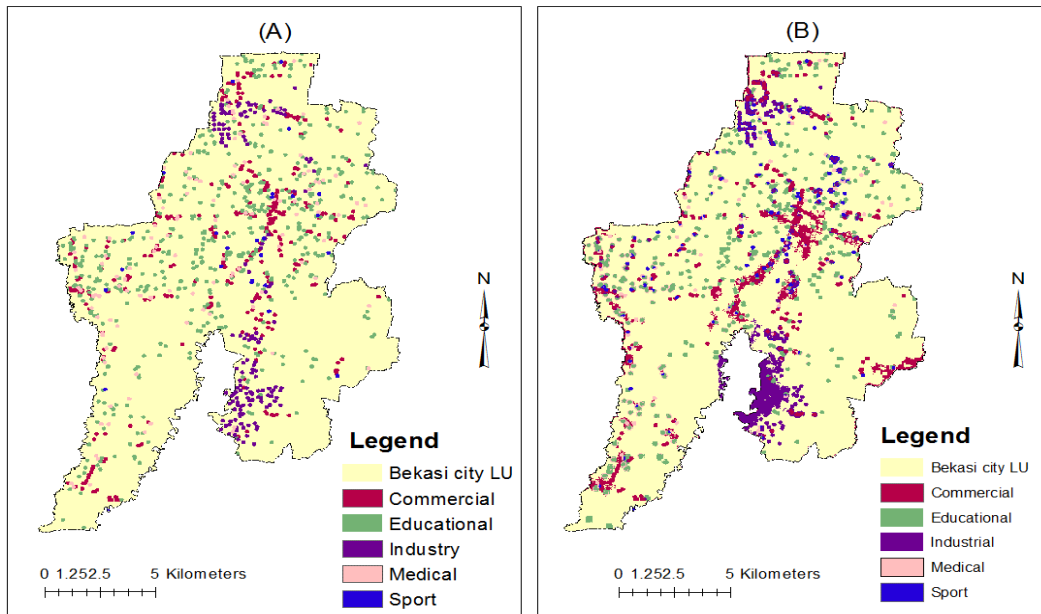 (A)
N
Legend
Bekasi city LU
Commercial
Educational
Industry
Medical
Sport
0 1.252.5 5 Kilometers
(B)
N
Legend
Bekasi city LU
Commercial
Educational
Industrial
Medical
Sport
0 1.252.5 5 Kilometers